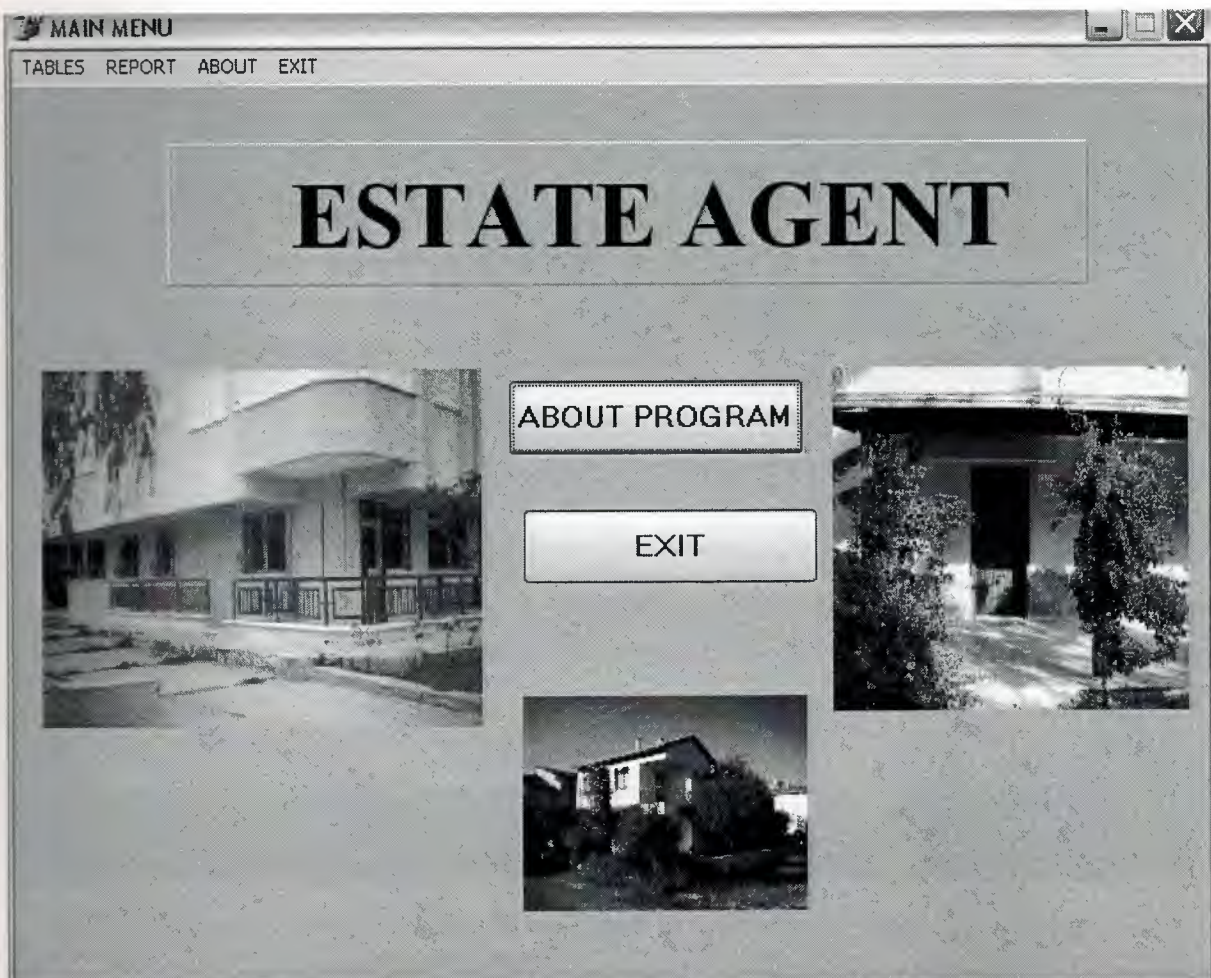 MAIN MENU
TABLES REPORT ABOUT EXIT
ESTATE AGENT
ABOUT PROGRAM
EXIT